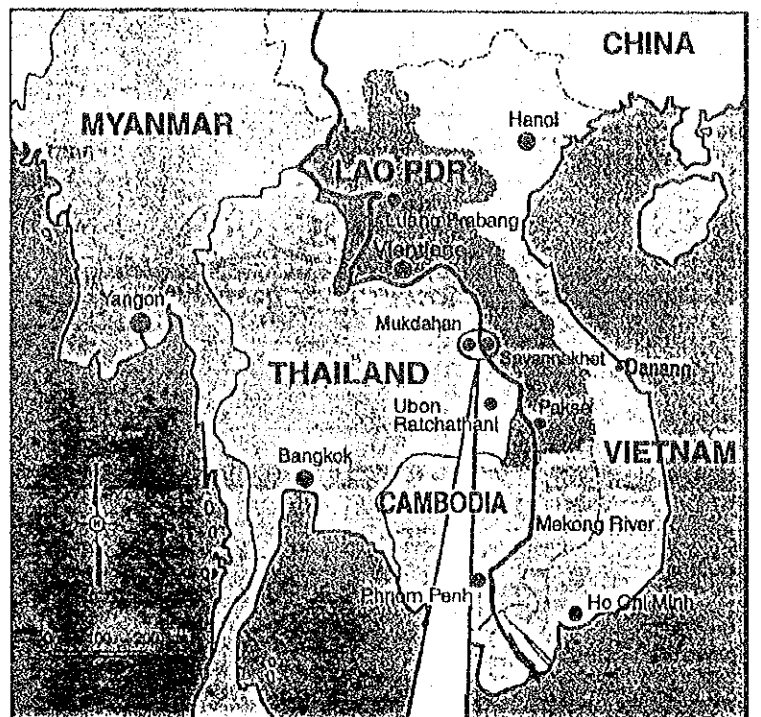 CHINA
MYANMAR
Hanoi
LAO PDR
Luang Prabang
Vientiane
Yangon
Mukdahan
Savannakhet
THAILAND
Danang
Ubon
Ratchathani
Pakse
VIETNAM
Bangkok
CAMBODIA
Mekong River
Phnom Penh
Ho Chi Minh
200